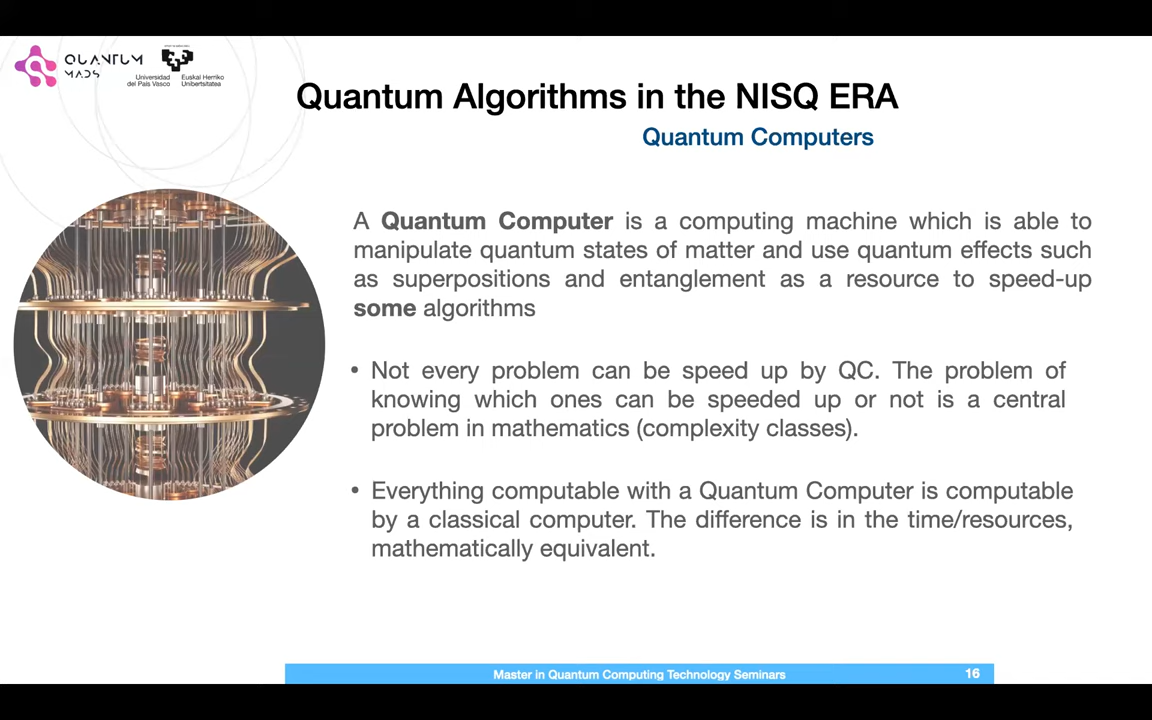 QUANTUM
MADS
Universidad
del País Vasco
Euskal Herriko
Unibertsitatea
Quantum Algorithms in the NISQ ERA
Quantum Computers
A Quantum Computer is a computing machine which is able to
manipulate quantum states of matter and use quantum effects such
as superpositions and entanglement as a resource to speed-up
some algorithms
• Not every problem can be speed up by QC. The problem of
knowing which ones can be speeded up or not is a central
problem in mathematics (complexity classes).
• Everything computable with a Quantum Computer is computable
by a classical computer. The difference is in the time/resources,
mathematically equivalent.
Master in Quantum Computing Technology Seminars
16